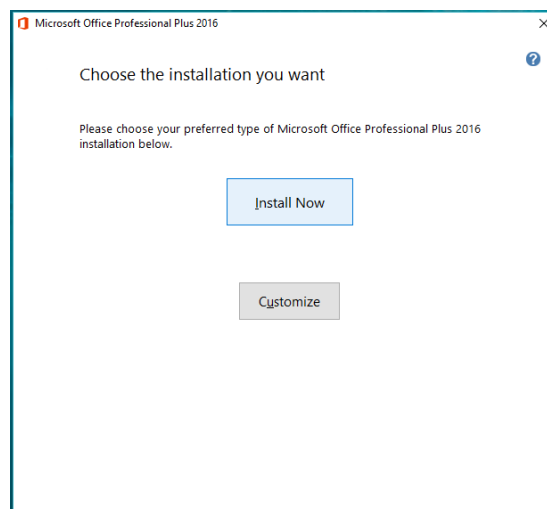 Microsoft Office Professional Plus 2016
Choose the installation you want
Please choose your preferred type of Microsoft Office Professional Plus 2016
installation below.
Install Now
Customize